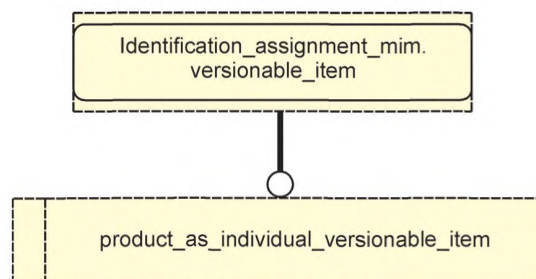 Identification_assignment_mim.
versionable_item
product_as_individual_versionable_item